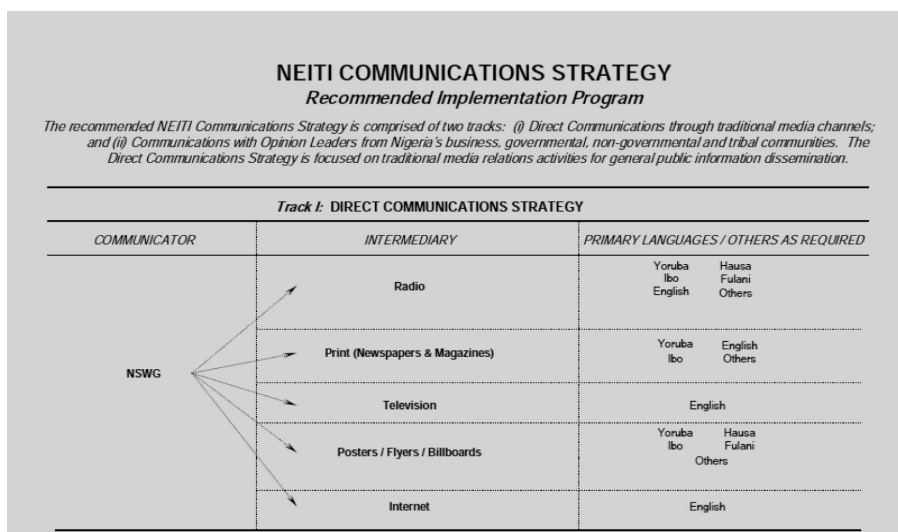 NEITI COMMUNICATIONS STRATEGY
Recommended Implementation Program
The recommended NEITI Communications Strategy is comprised of two tracks: (i) Direct Communications through traditional media channels;
and (ii) Communications with Opinion Leaders from Nigeria's business, governmental, non-governmental and tribal communities. The
Direct Communications Strategy is focused on traditional media relations activities for general public information dissemination.
Track I: DIRECT COMMUNICATIONS STRATEGY
COMMUNICATOR INTERMEDIARY PRIMARY LANGUAGES / OTHERS AS REQUIRED
NSWG
Radio
Yoruba Hausa
Ibo Fulani
English Others
Print (Newspapers & Magazines)
Yoruba English
Ibo Others
Television
English
Posters / Flyers / Billboards
Yoruba Hausa
Ibo Fulani
Others
Internet
English